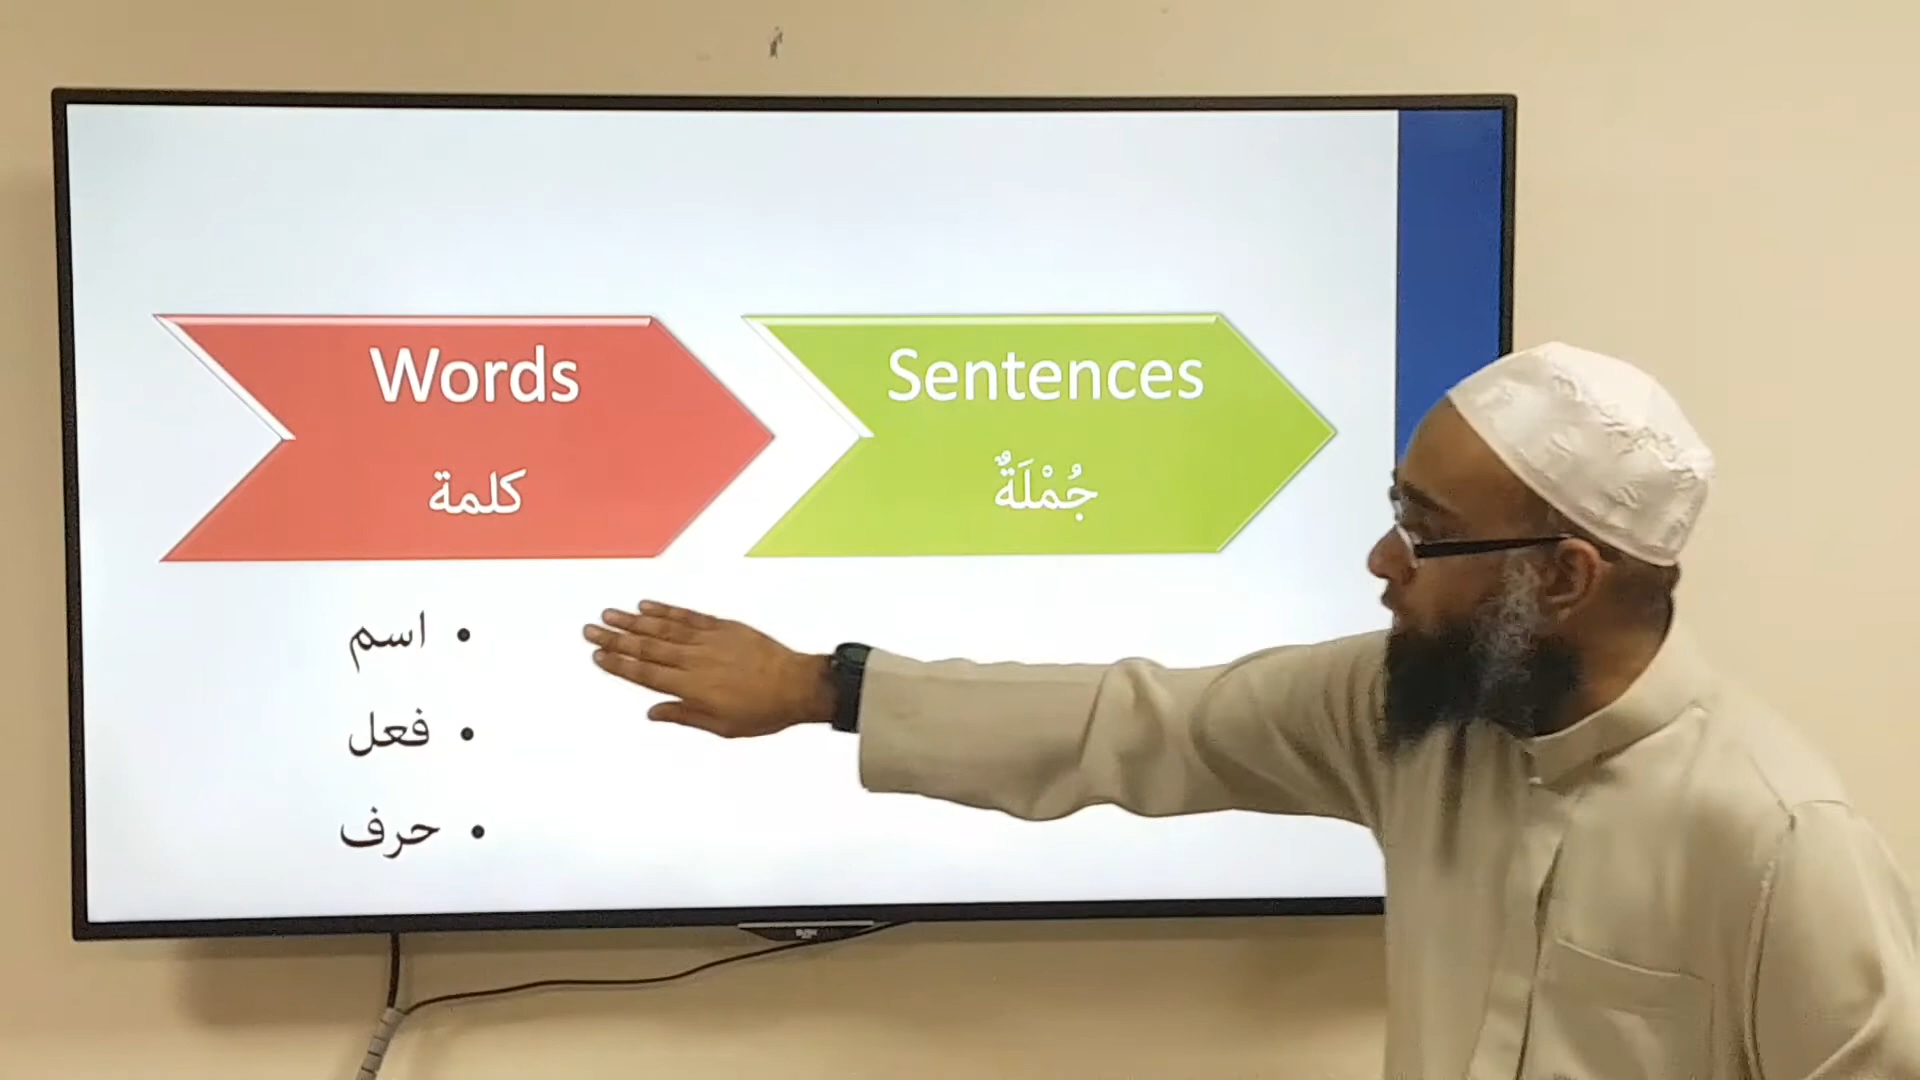 Words
كلمة
اسم
فعل
حرف
Sentences
جُمْلَةٌ